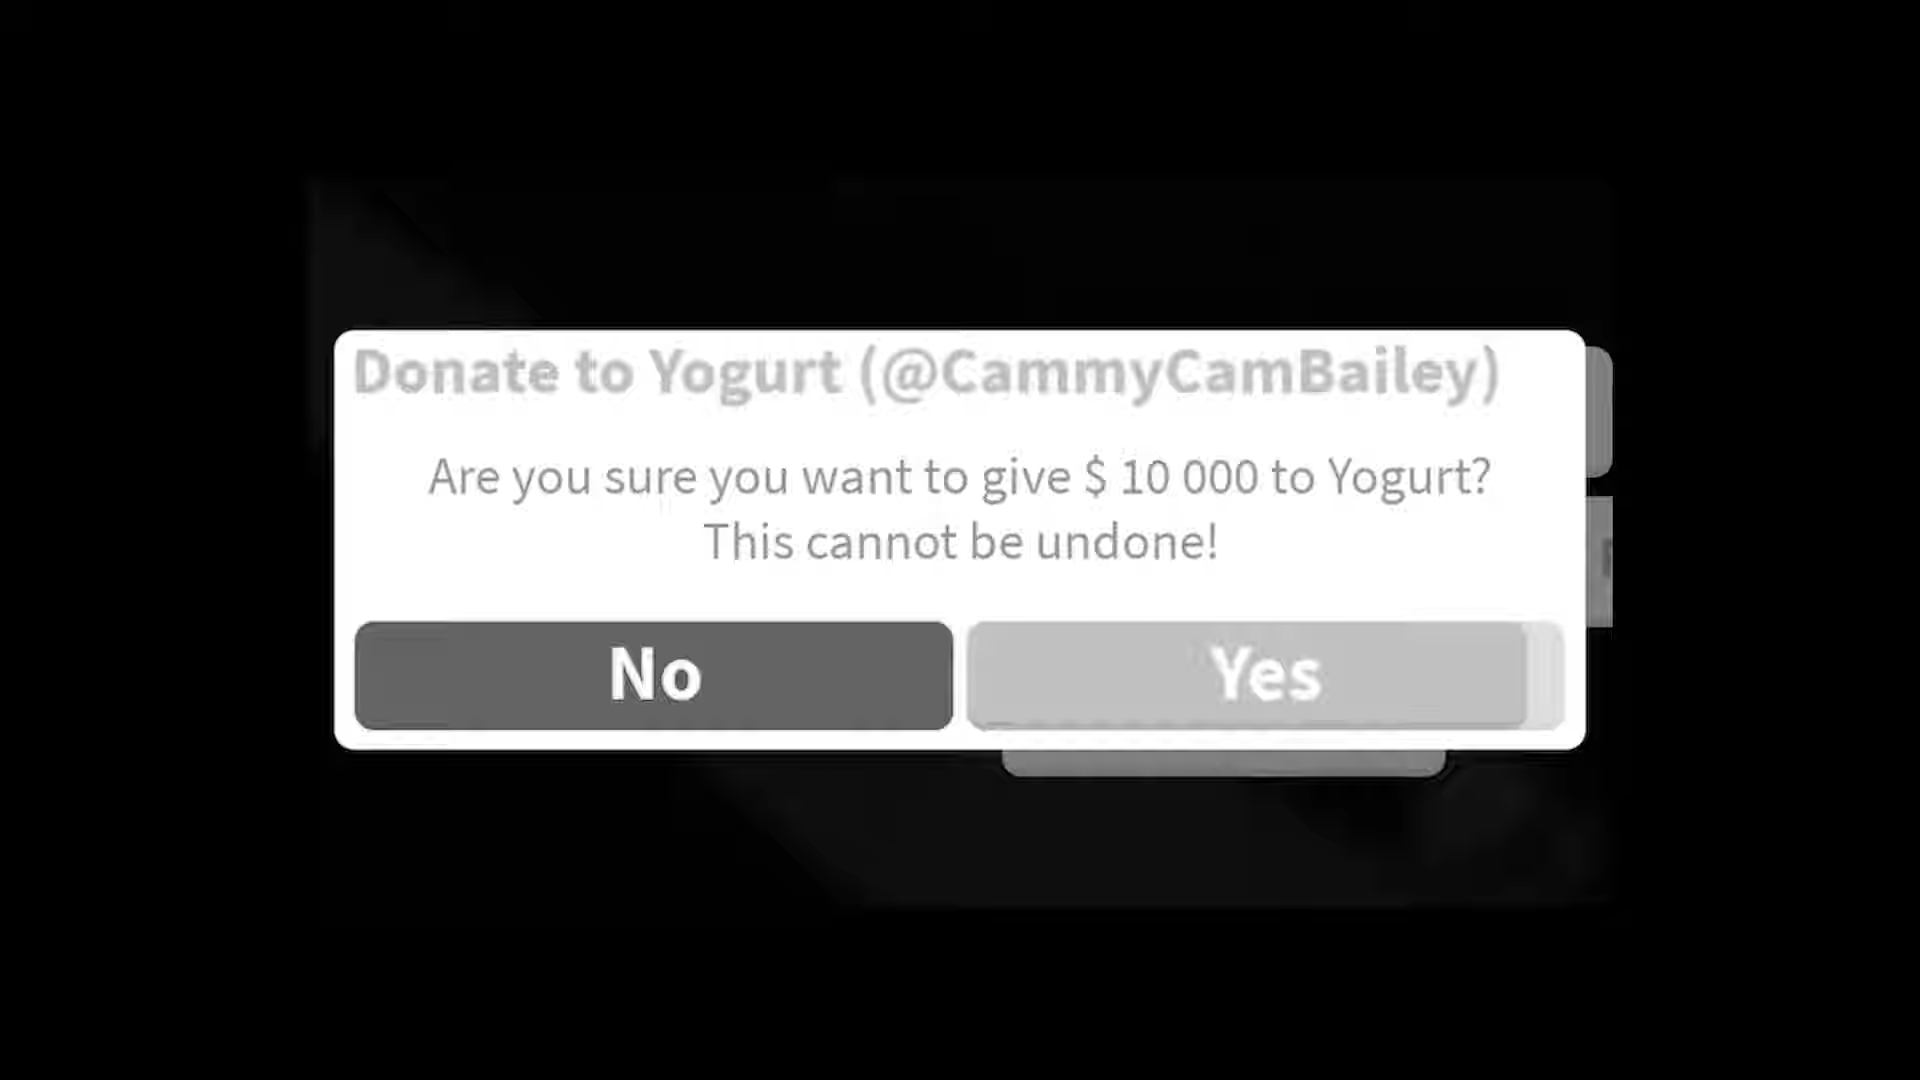 Donate to Yogurt (@CammyCamBailey)
Are you sure you want to give $ 10 000 to Yogurt?
This cannot be undone!
No
Yes